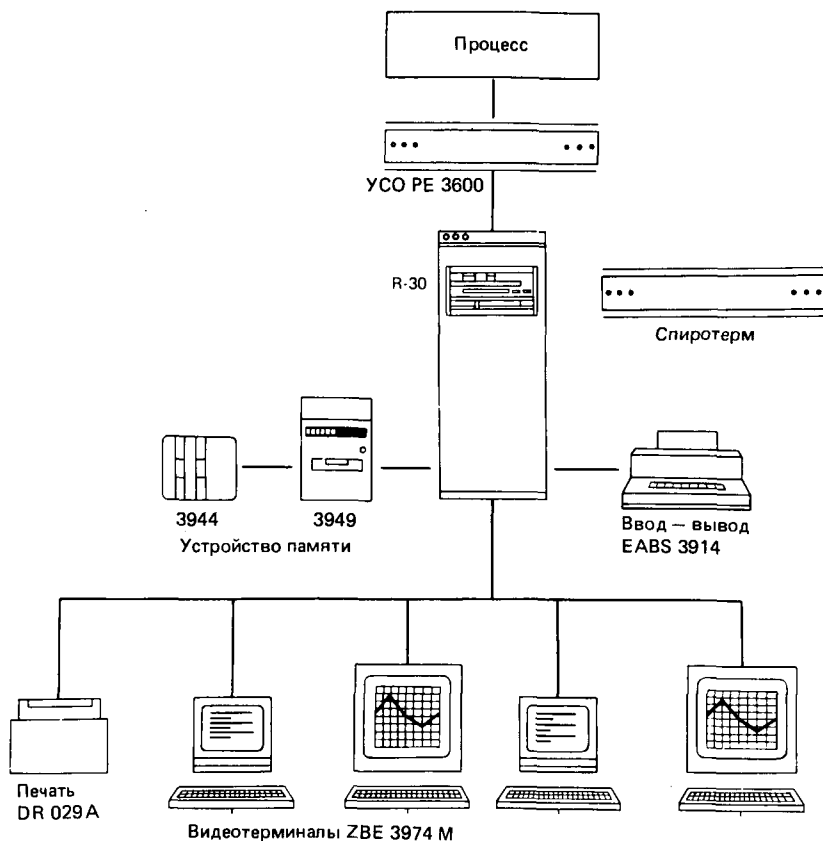 Процесс
УСО РЕ 3600
R-30
Спиротерм
3944
3949
Устройство памяти
Ввод — вывод
EABS 3914
Печать
DR 029A
Видеотерминалы ZBE 3974 M